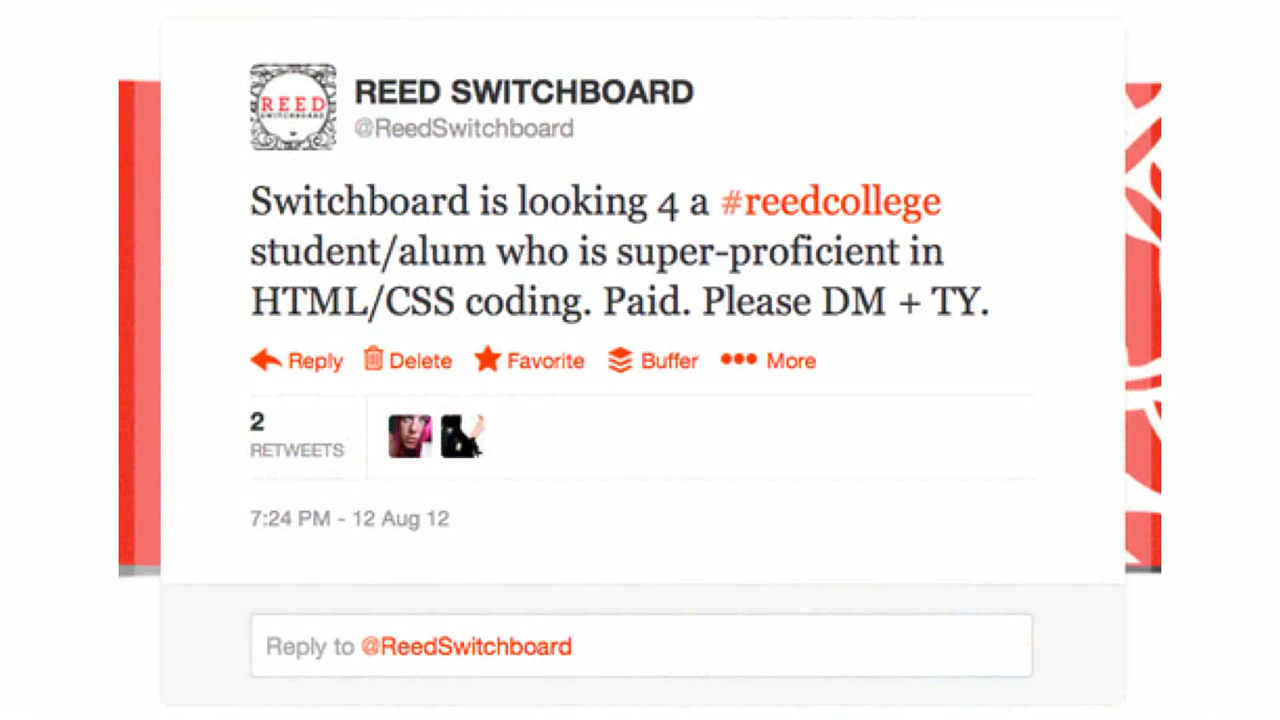 REED
SWITCHBOARD
REED SWITCHBOARD
@ReedSwitchboard
Switchboard is looking 4 a #reedcollege
student/alum who is super-proficient in
HTML/CSS coding. Paid. Please DM + TY.
Reply Delete Favorite Buffer More
2
RETWEETS
7:24 PM - 12 Aug 12
Reply to @ReedSwitchboard